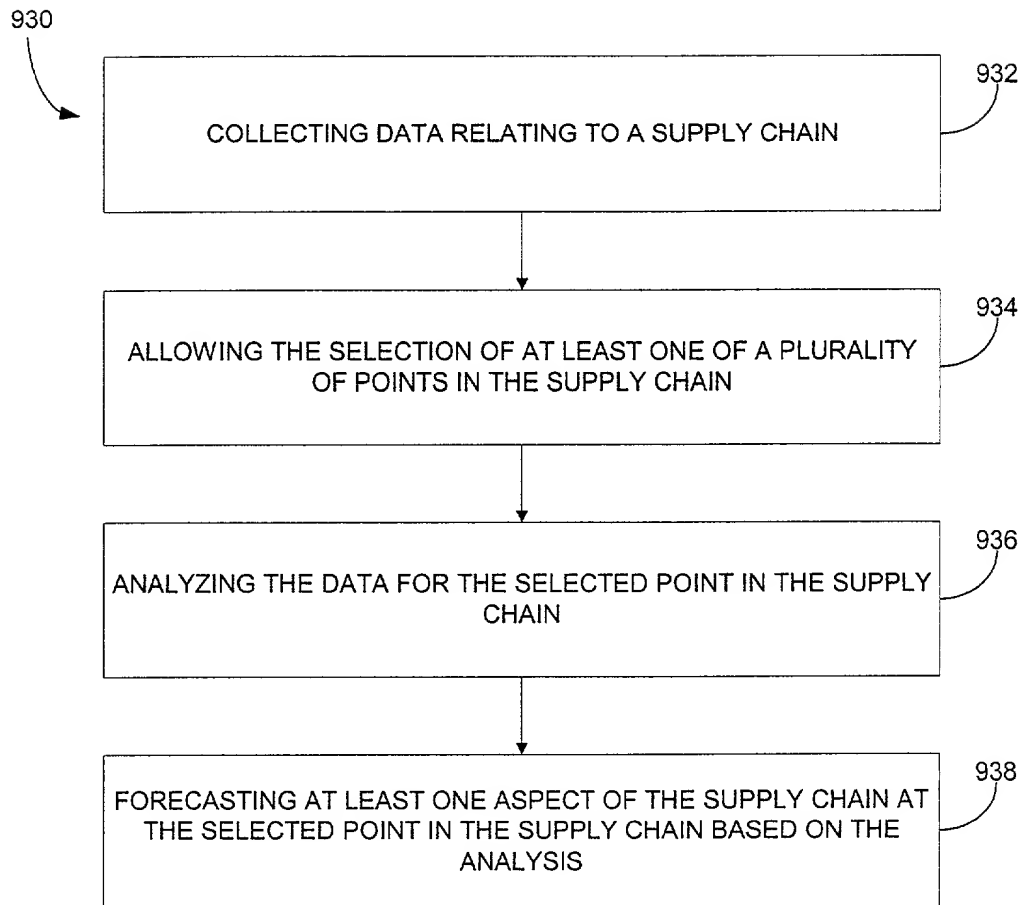 930
932
COLLECTING DATA RELATING TO A SUPPLY CHAIN
934
ALLOWING THE SELECTION OF AT LEAST ONE OF A PLURALITY
OF POINTS IN THE SUPPLY CHAIN
936
ANALYZING THE DATA FOR THE SELECTED POINT IN THE SUPPLY
CHAIN
938
FORECASTING AT LEAST ONE ASPECT OF THE SUPPLY CHAIN AT
THE SELECTED POINT IN THE SUPPLY CHAIN BASED ON THE
ANALYSIS